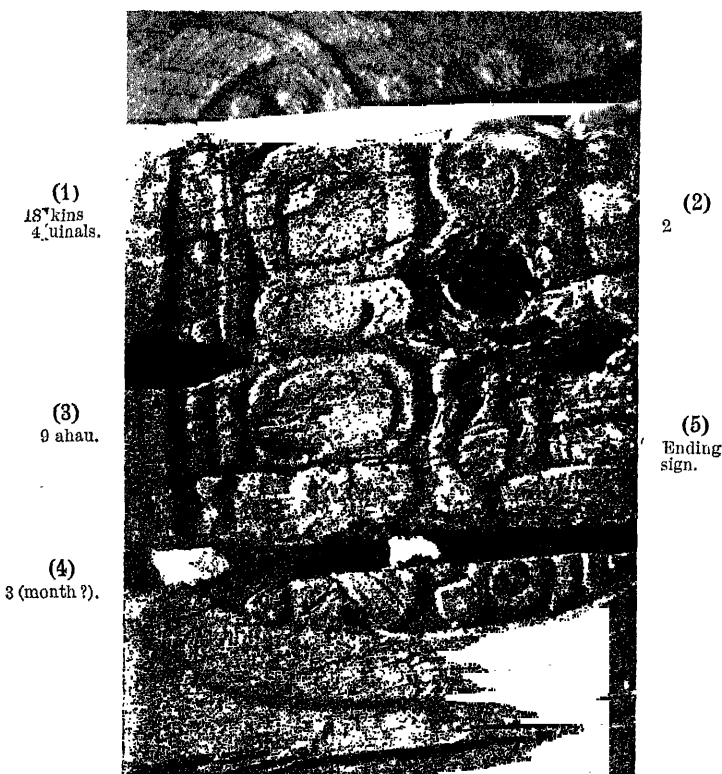 (1)
18 kins
4 uinals.
(2)
2
(3)
9 ahau.
(5)
Ending
sign.
(4)
3 (month ?).